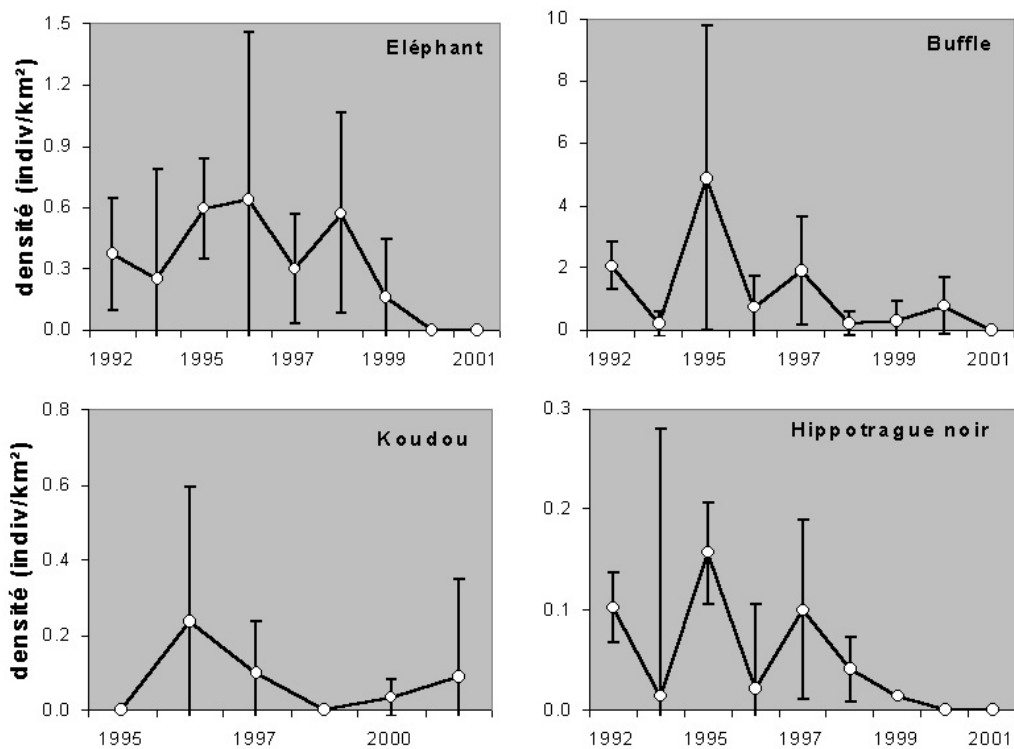 Eléphant
densité (indiv/km²)
1.5
1.2
0.9
0.6
0.3
0.0
1992 1995 1997 1999 2001
Buffle
10
8
6
4
2
0
1992 1995 1997 1999 2001
Koudou
densité (indiv/km²)
0.8
0.6
0.4
0.2
0.0
1995 1997 2000
Hippotrague noir
0.3
0.2
0.1
0.0
1992 1995 1997 1999 2001